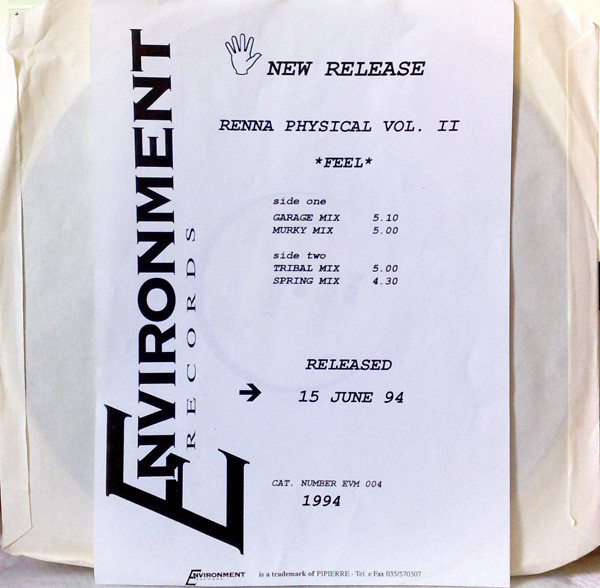 ENVIRONMENT
RECORDS
NEW RELEASE
RENNA PHYSICAL VOL. II
*FEEL*
side one
GARAGE MIX 5.10
MURKY MIX 5.00
side two
TRIBAL MIX 5.00
SPRING MIX 4.30
RELEASED
➔ 15 JUNE 94
CAT. NUMBER EVM 004
1994
ENVIRONMENT
RECORDS
is a trademark of PIPIERRE - Tel. e Fax 035/570307